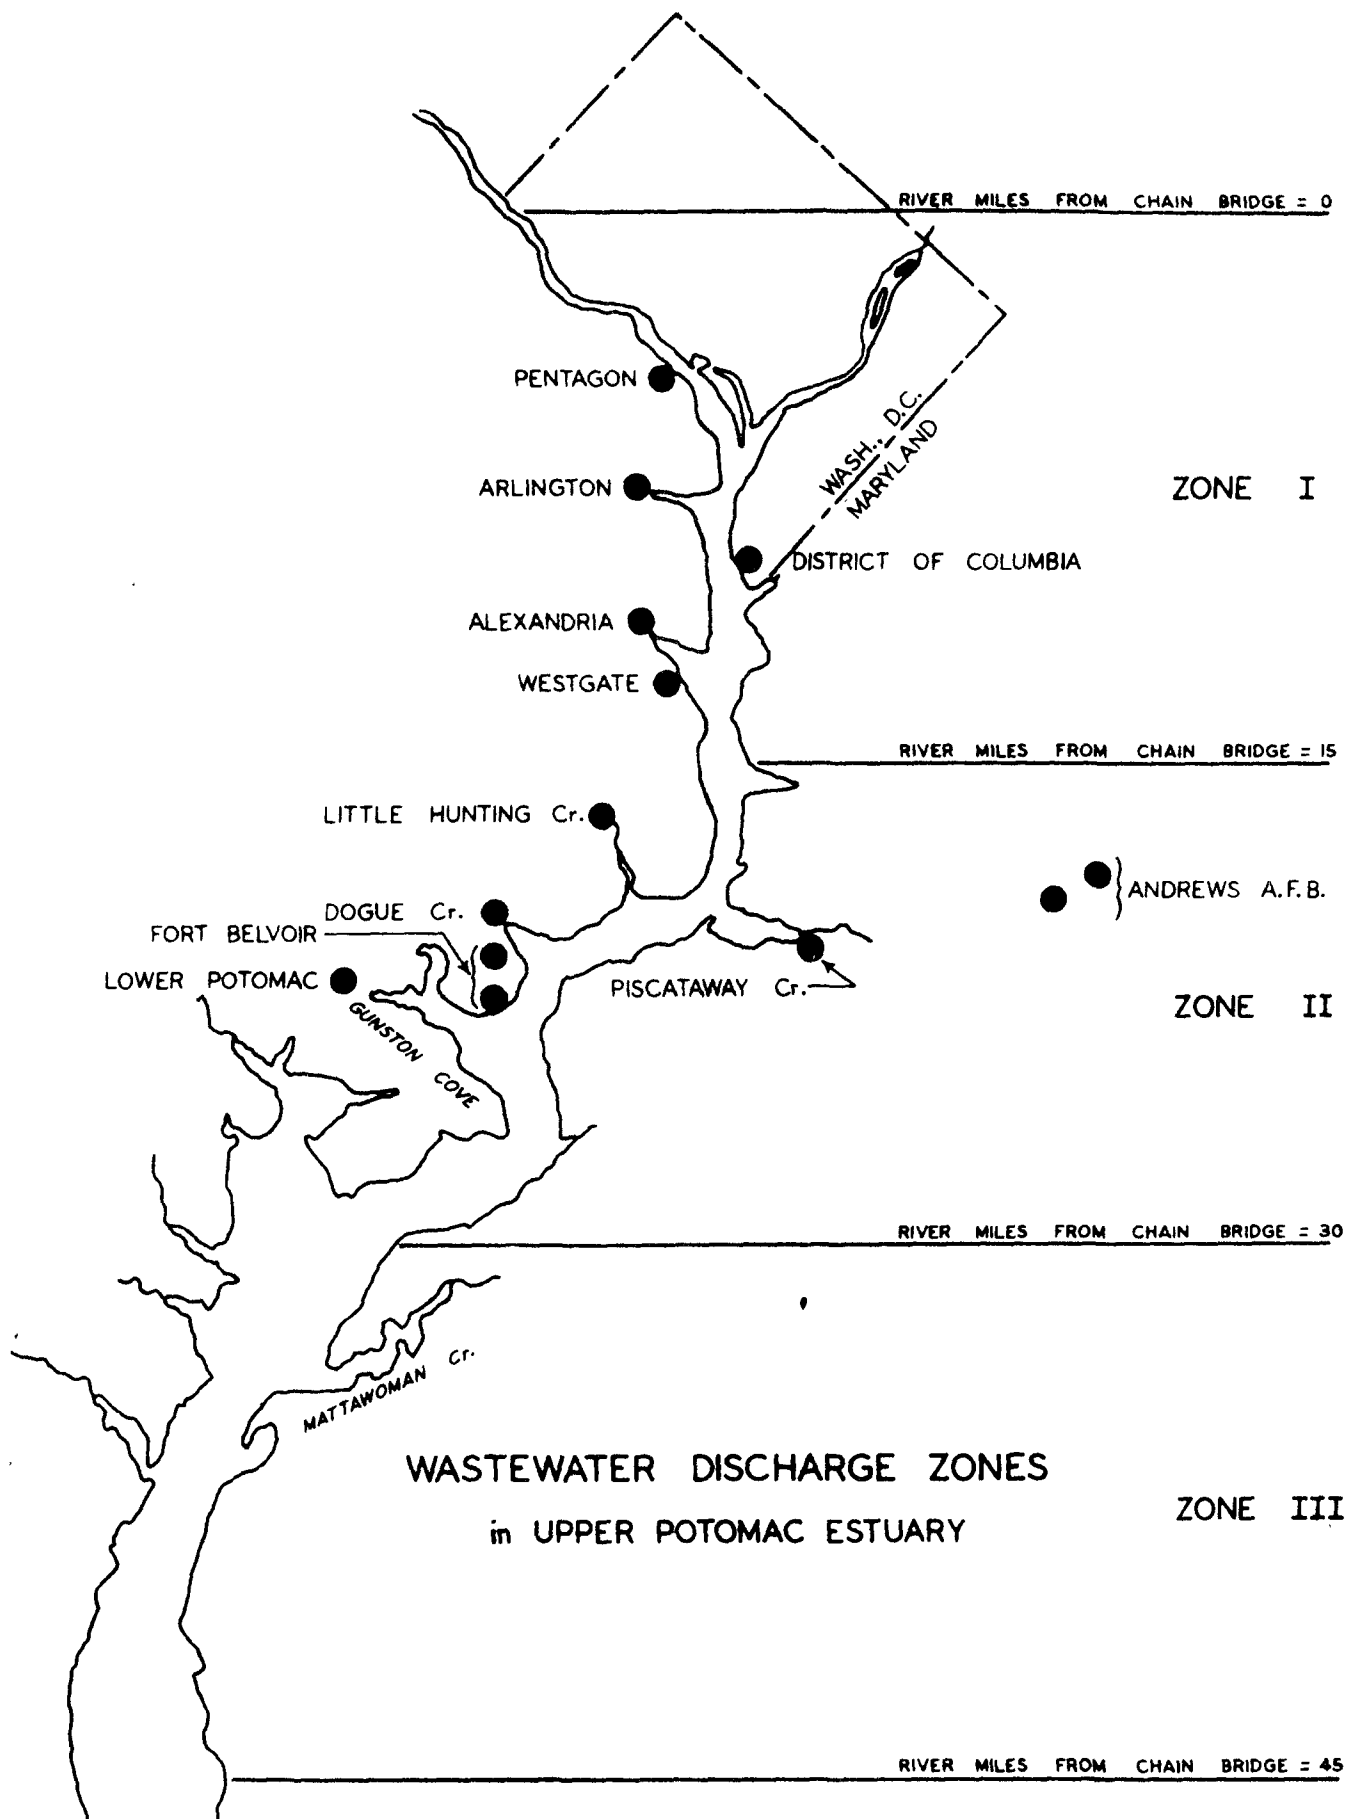 RIVER MILES FROM CHAIN BRIDGE = 0
PENTAGON
WASH., D.C.
MARYLAND
ARLINGTON
ZONE I
DISTRICT OF COLUMBIA
ALEXANDRIA
WESTGATE
RIVER MILES FROM CHAIN BRIDGE = 15
LITTLE HUNTING Cr.
ANDREWS A.F.B.
DOGUE Cr.
FORT BELVOIR
LOWER POTOMAC
PISCATAWAY Cr.
ZONE II
GUNSTON COVE
RIVER MILES FROM CHAIN BRIDGE = 30
MATTAWOMAN Cr.
WASTEWATER DISCHARGE ZONES
in UPPER POTOMAC ESTUARY
ZONE III
RIVER MILES FROM CHAIN BRIDGE = 45